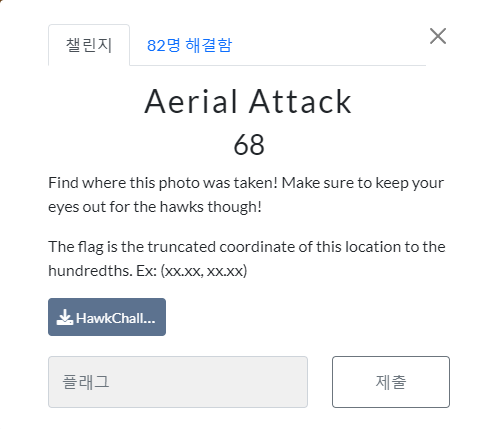 챌린지
82명 해결함
Aerial Attack
68
Find where this photo was taken! Make sure to keep your
eyes out for the hawks though!
The flag is the truncated coordinate of this location to the
hundredths. Ex: (xx.xx, xx.xx)
HawkChall...
플래그
제출